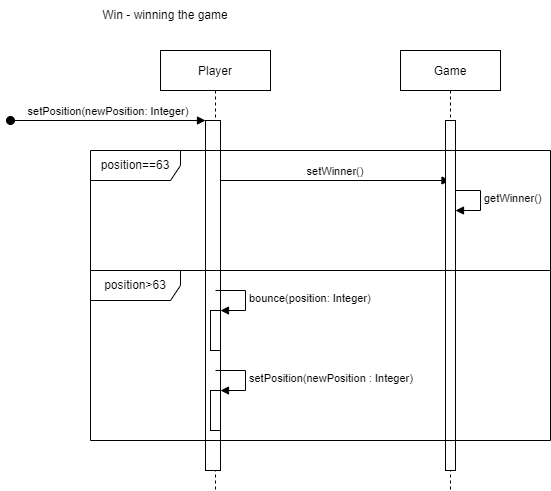 Win - winning the game
Player
Game
setPosition(newPosition: Integer)
position==63
setWinner()
getWinner()
position>63
bounce(position: Integer)
setPosition(newPosition : Integer)